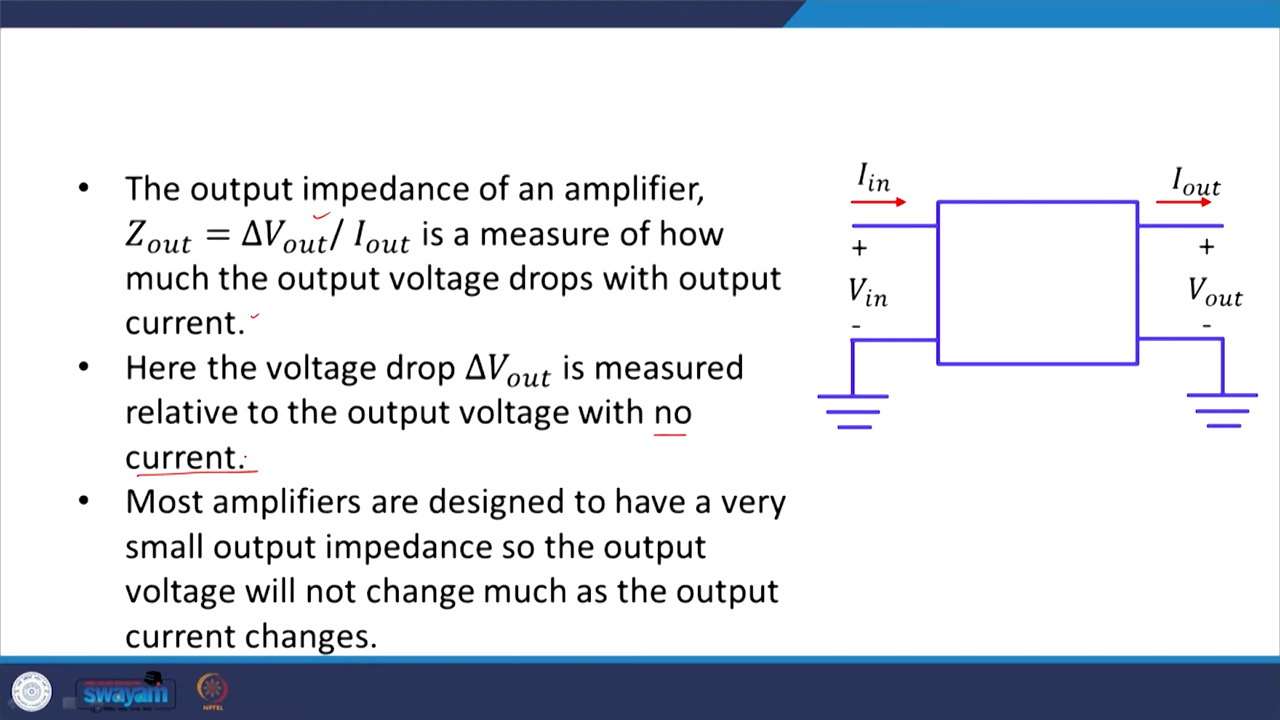 • The output impedance of an amplifier,
Z_out = ΔV_out/ I_out is a measure of how
much the output voltage drops with output
current.
• Here the voltage drop ΔV_out is measured
relative to the output voltage with no
current.
• Most amplifiers are designed to have a very
small output impedance so the output
voltage will not change much as the output
current changes.
I_in
+
V_in
-
I_out
+
V_out
-
swayam
NPTEL